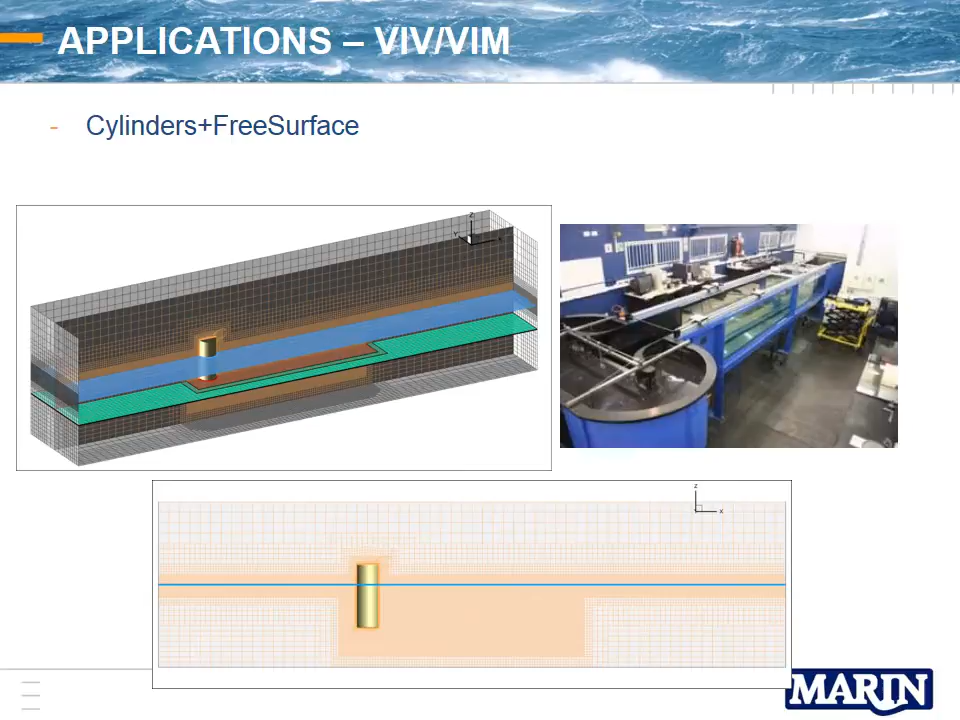 APPLICATIONS – VIV/VIM
- Cylinders+FreeSurface
Z
Y
Z
X
MARIN